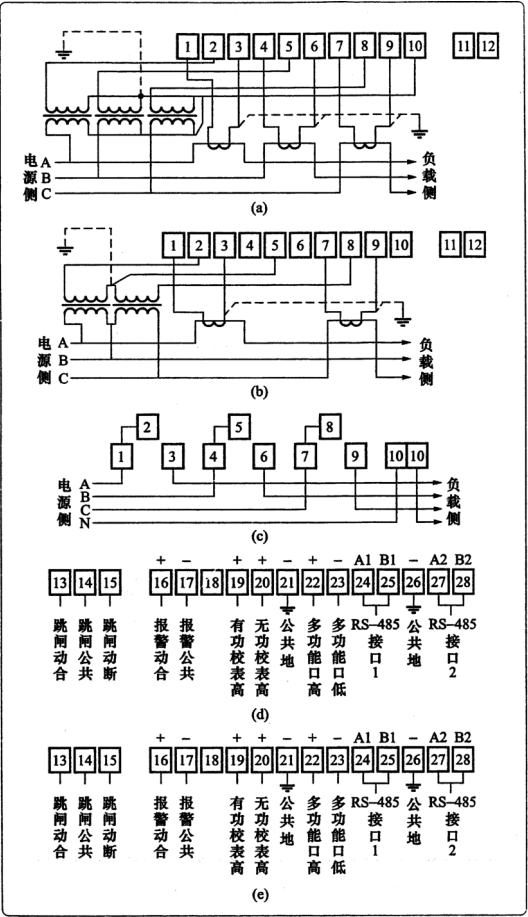 1 2 3 4 5 6 7 8 9 10 11 12
电源侧
A
B
C
负载侧
(a)
1 2 3 4 5 6 7 8 9 10 11 12
电源侧
A
B
C
负载侧
(b)
2 5 8
1 3 4 6 7 9 10 10
电源侧
A
B
C
N
负载侧
(c)
+ − + + − + − A1 B1 − A2 B2
13 14 15 16 17 18 19 20 21 22 23 24 25 26 27 28
跳闸动合
跳闸公共
跳闸动断
报警动合
报警公共
有功校表高
无功校表高
公共地
多功能口高
多功能口低
RS-485接口1
公共地
RS-485接口2
(d)
+ − + + − + − A1 B1 − A2 B2
13 14 15 16 17 18 19 20 21 22 23 24 25 26 27 28
跳闸动合
跳闸公共
跳闸动断
报警动合
报警公共
有功校表高
无功校表高
公共地
多功能口高
多功能口低
RS-485接口1
公共地
RS-485接口2
(e)